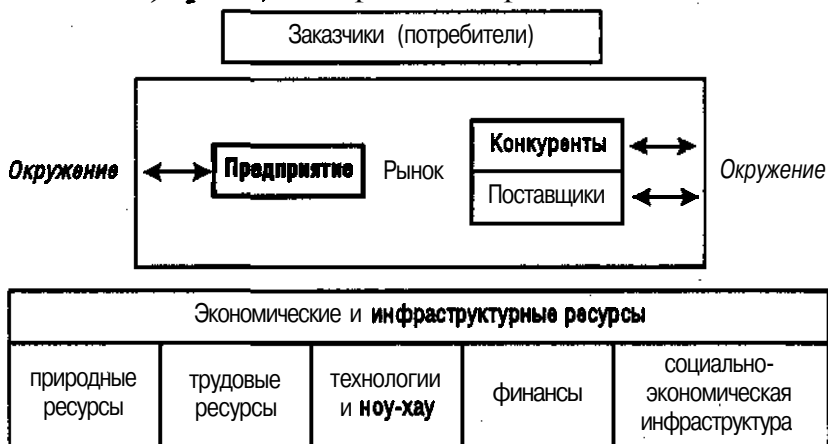 Заказчики (потребители)
Окружение
Предприятие
Рынок
Конкуренты
Поставщики
Окружение
Экономические и инфраструктурные ресурсы
природные
ресурсы
трудовые
ресурсы
технологии
и ноу-хау
финансы
социально-
экономическая
инфраструктура